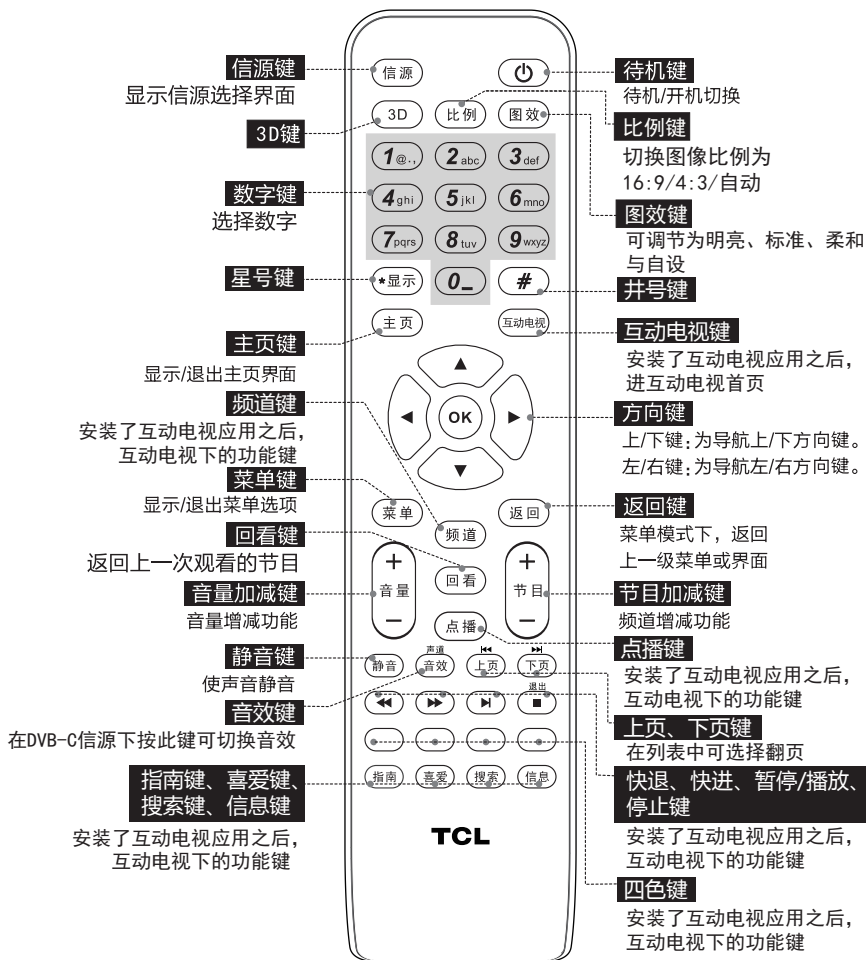 信源键
显示信源选择界面
3D键
数字键
选择数字
星号键
主页键
显示/退出主页界面
频道键
安装了互动电视应用之后，
互动电视下的功能键
菜单键
显示/退出菜单选项
回看键
返回上一次观看的节目
音量加减键
音量增减功能
静音键
使声音静音
音效键
在DVB-C信源下按此键可切换音效
指南键、喜爱键、
搜索键、信息键
安装了互动电视应用之后，
互动电视下的功能键
信源
3D 比例 图效
1@., 2abc 3def
4ghi 5jkl 6mno
7pqrs 8tuv 9wxyz
*显示 0_ #
主页 互动电视
OK
菜单 返回
频道
+ +
音量 回看 节目
- -
点播
声道
静音 音效 上页 下页
退出
指南 喜爱 搜索 信息
TCL
待机键
待机/开机切换
比例键
切换图像比例为
16:9/4:3/自动
图效键
可调节为明亮、标准、柔和
与自设
井号键
互动电视键
安装了互动电视应用之后，
进互动电视首页
方向键
上/下键：为导航上/下方向键。
左/右键：为导航左/右方向键。
返回键
菜单模式下，返回
上一级菜单或界面
节目加减键
频道增减功能
点播键
安装了互动电视应用之后，
互动电视下的功能键
上页、下页键
在列表中可选择翻页
快退、快进、暂停/播放、
停止键
安装了互动电视应用之后，
互动电视下的功能键
四色键
安装了互动电视应用之后，
互动电视下的功能键